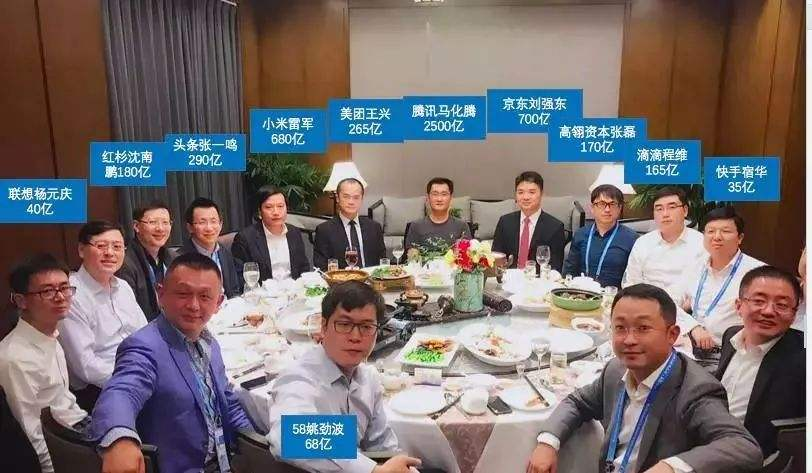 联想杨元庆
40亿
红杉沈南
鹏180亿
头条张一鸣
290亿
小米雷军
680亿
美团王兴
265亿
腾讯马化腾
2500亿
京东刘强东
700亿
高翎资本张磊
170亿
滴滴程维
165亿
快手宿华
35亿
58姚劲波
68亿